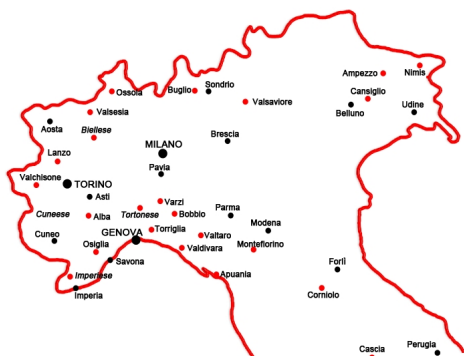 Nimis
Ampezzo
Ossola
Buglio
Sondrio
Valsaviore
Cansiglio
Valsesia
Belluno
Udine
Aosta
Biellese
Brescia
MILANO
Lanzo
Pavia
Valchisone
TORINO
Asti
Varzi
Cuneese
Alba
Tortonese
Bobbio
Parma
Torriglia
Modena
Cuneo
GENOVA
Valtaro
Osiglia
Valdivara
Montefiorino
Savona
Forlì
Imperiese
Apuania
Imperia
Corniolo
Cascia
Perugia